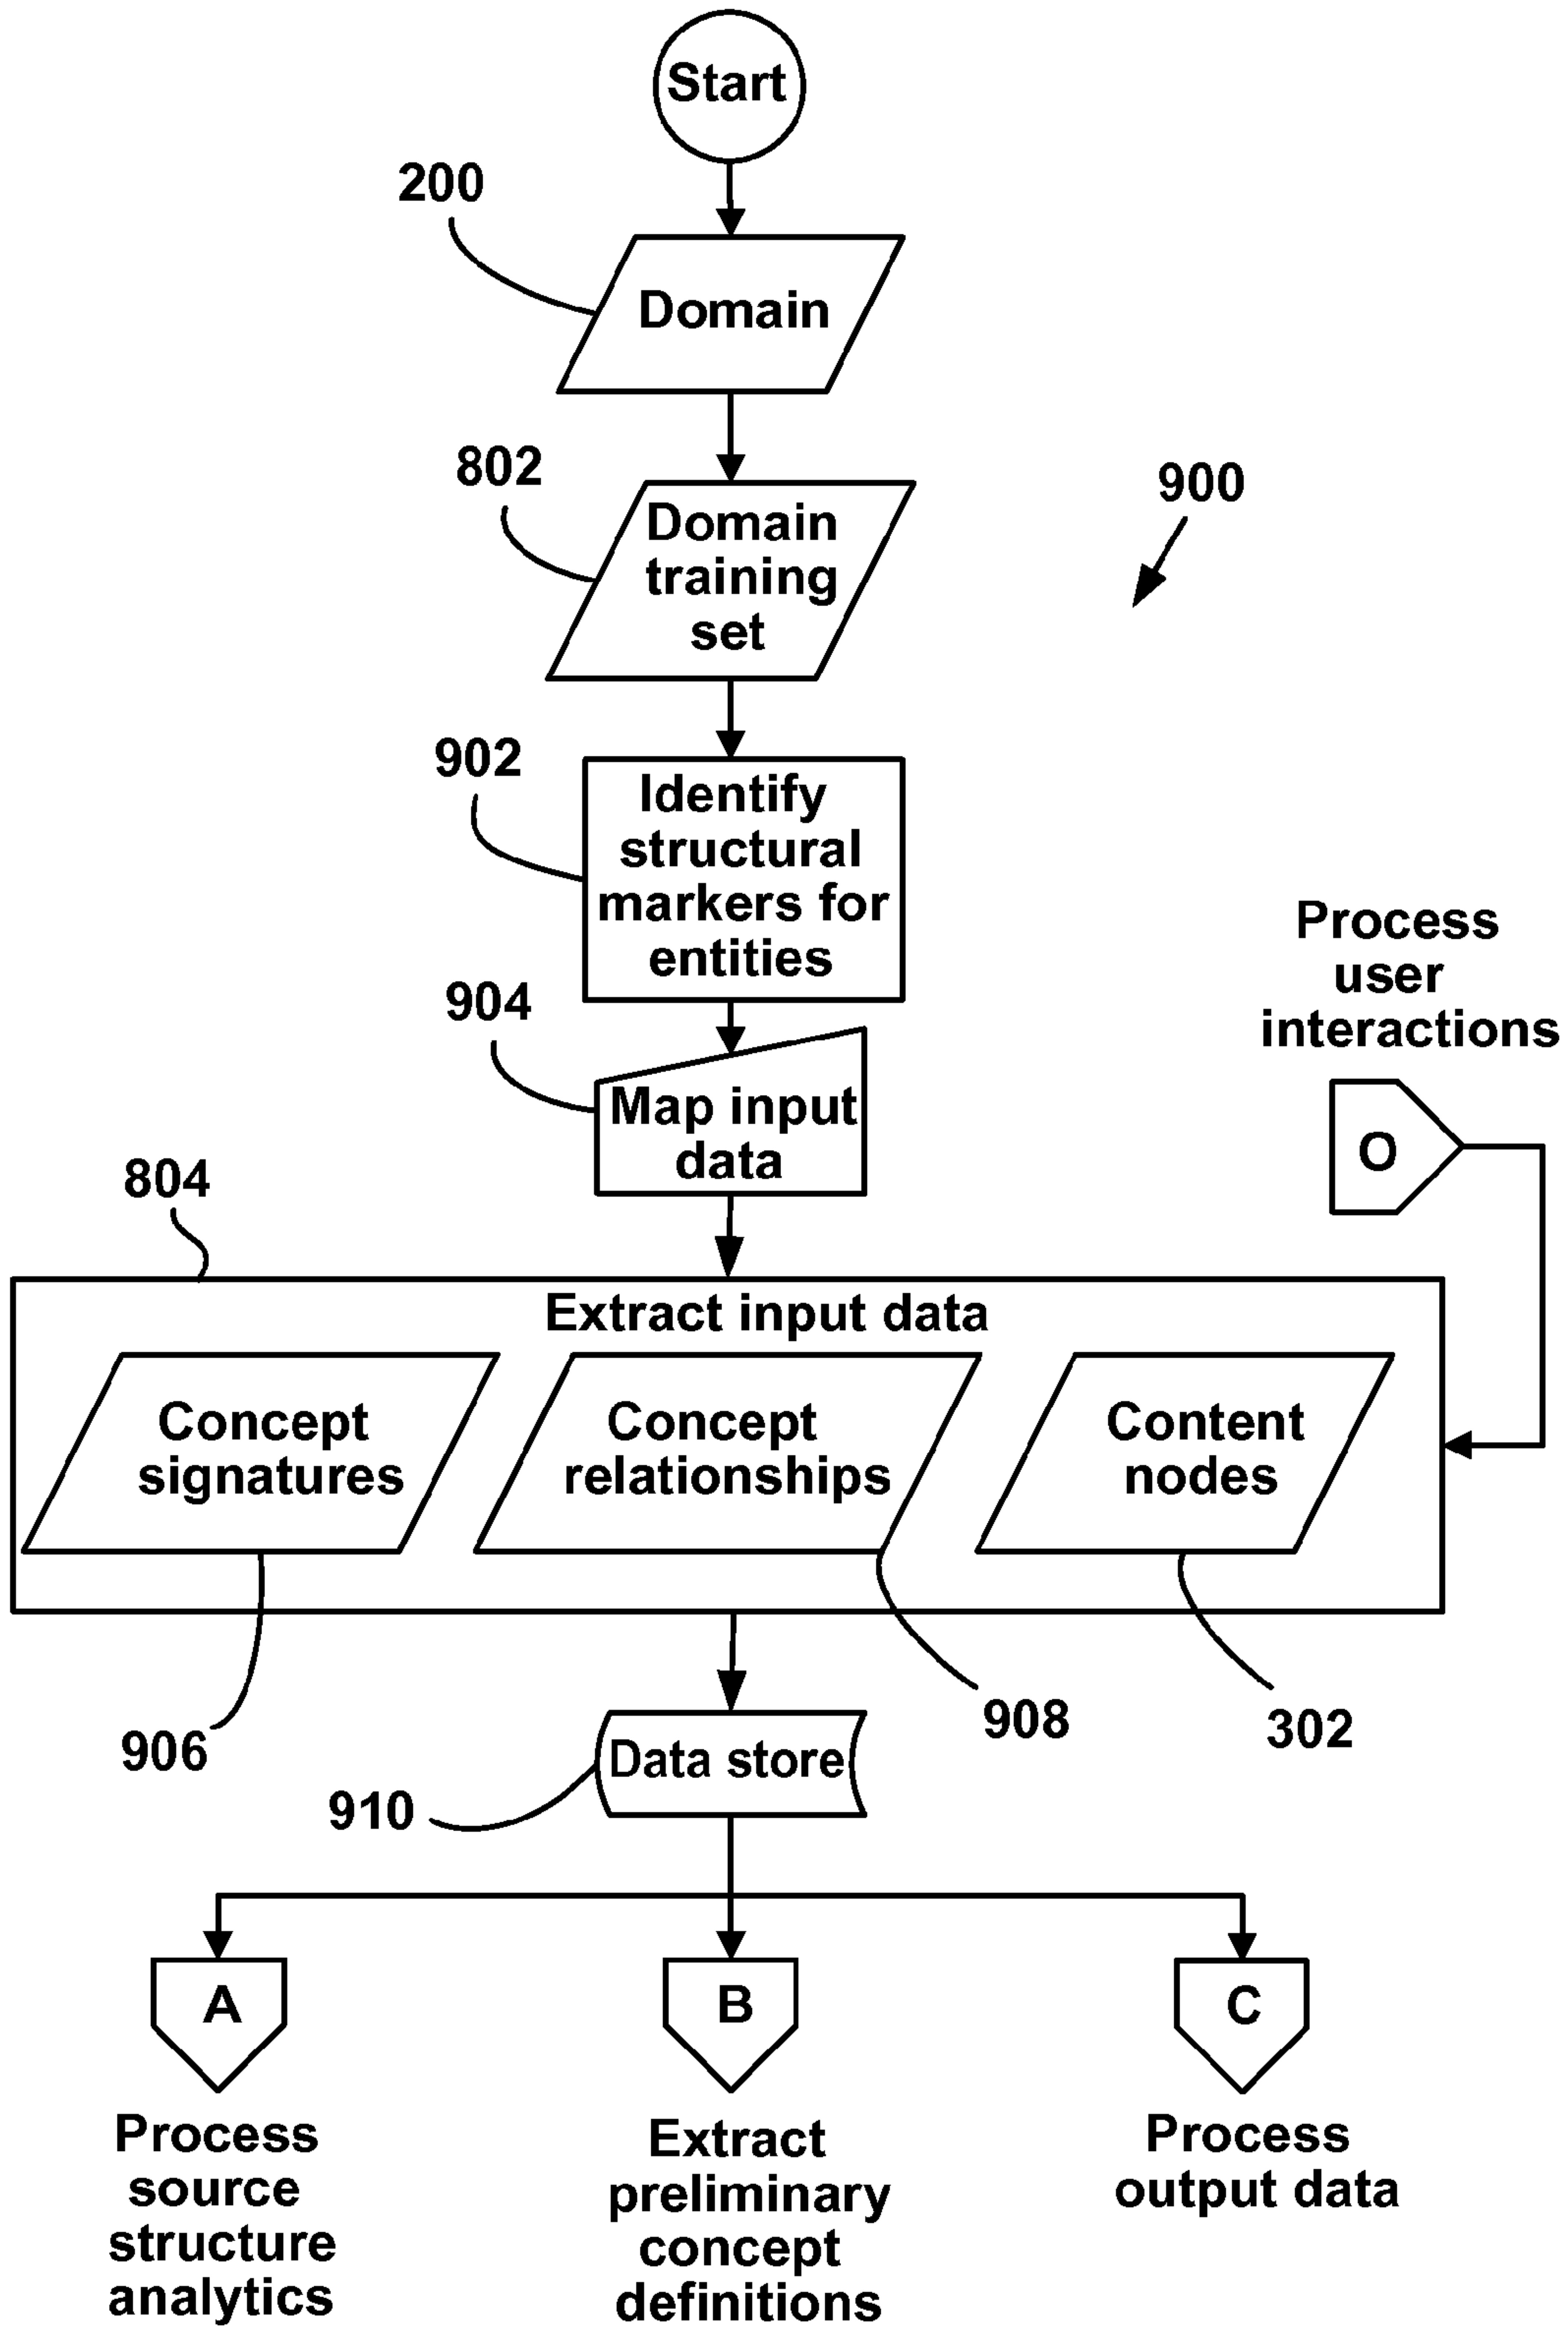 Start
200
Domain
802
Domain
training
set
900
902
Identify
structural
markers for
entities
Process
user
interactions
904
Map input
data
O
804
Extract input data
Concept
signatures
Concept
relationships
Content
nodes
906
908
302
910
Data store
A
B
C
Process
source
structure
analytics
Extract
preliminary
concept
definitions
Process
output data